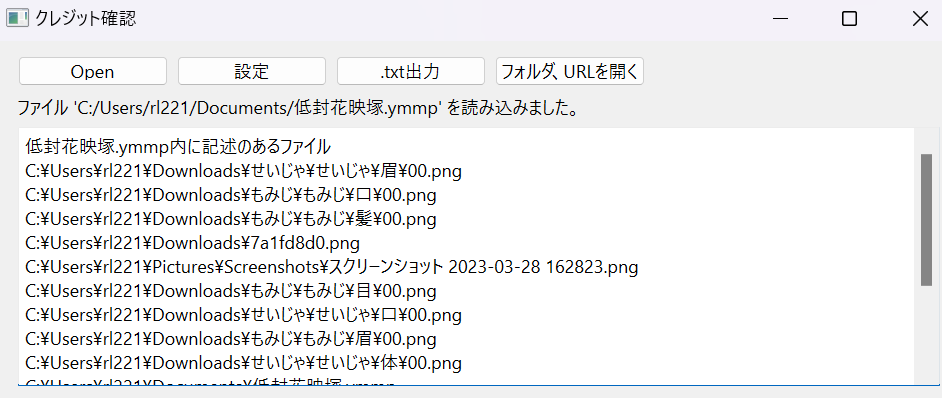 クレジット確認
Open 設定 .txt出力 フォルダ、URLを開く
ファイル 'C:/Users/rl221/Documents/低封花映塚.ymmp' を読み込みました。
低封花映塚.ymmp内に記述のあるファイル
C:¥Users¥rl221¥Downloads¥せいじゃ¥せいじゃ¥眉¥00.png
C:¥Users¥rl221¥Downloads¥もみじ¥もみじ¥口¥00.png
C:¥Users¥rl221¥Downloads¥もみじ¥もみじ¥髪¥00.png
C:¥Users¥rl221¥Downloads¥7a1fd8d0.png
C:¥Users¥rl221¥Pictures¥Screenshots¥スクリーンショット 2023-03-28 162823.png
C:¥Users¥rl221¥Downloads¥もみじ¥もみじ¥目¥00.png
C:¥Users¥rl221¥Downloads¥せいじゃ¥せいじゃ¥口¥00.png
C:¥Users¥rl221¥Downloads¥もみじ¥もみじ¥眉¥00.png
C:¥Users¥rl221¥Downloads¥せいじゃ¥せいじゃ¥体¥00.png
C:¥Users¥rl221¥Documents¥低封花映塚.ymmp